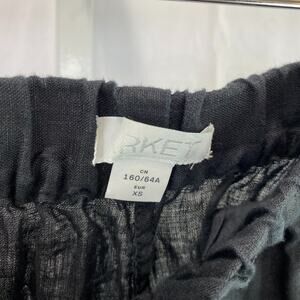 RKET
CN
160/64A
EUR
XS